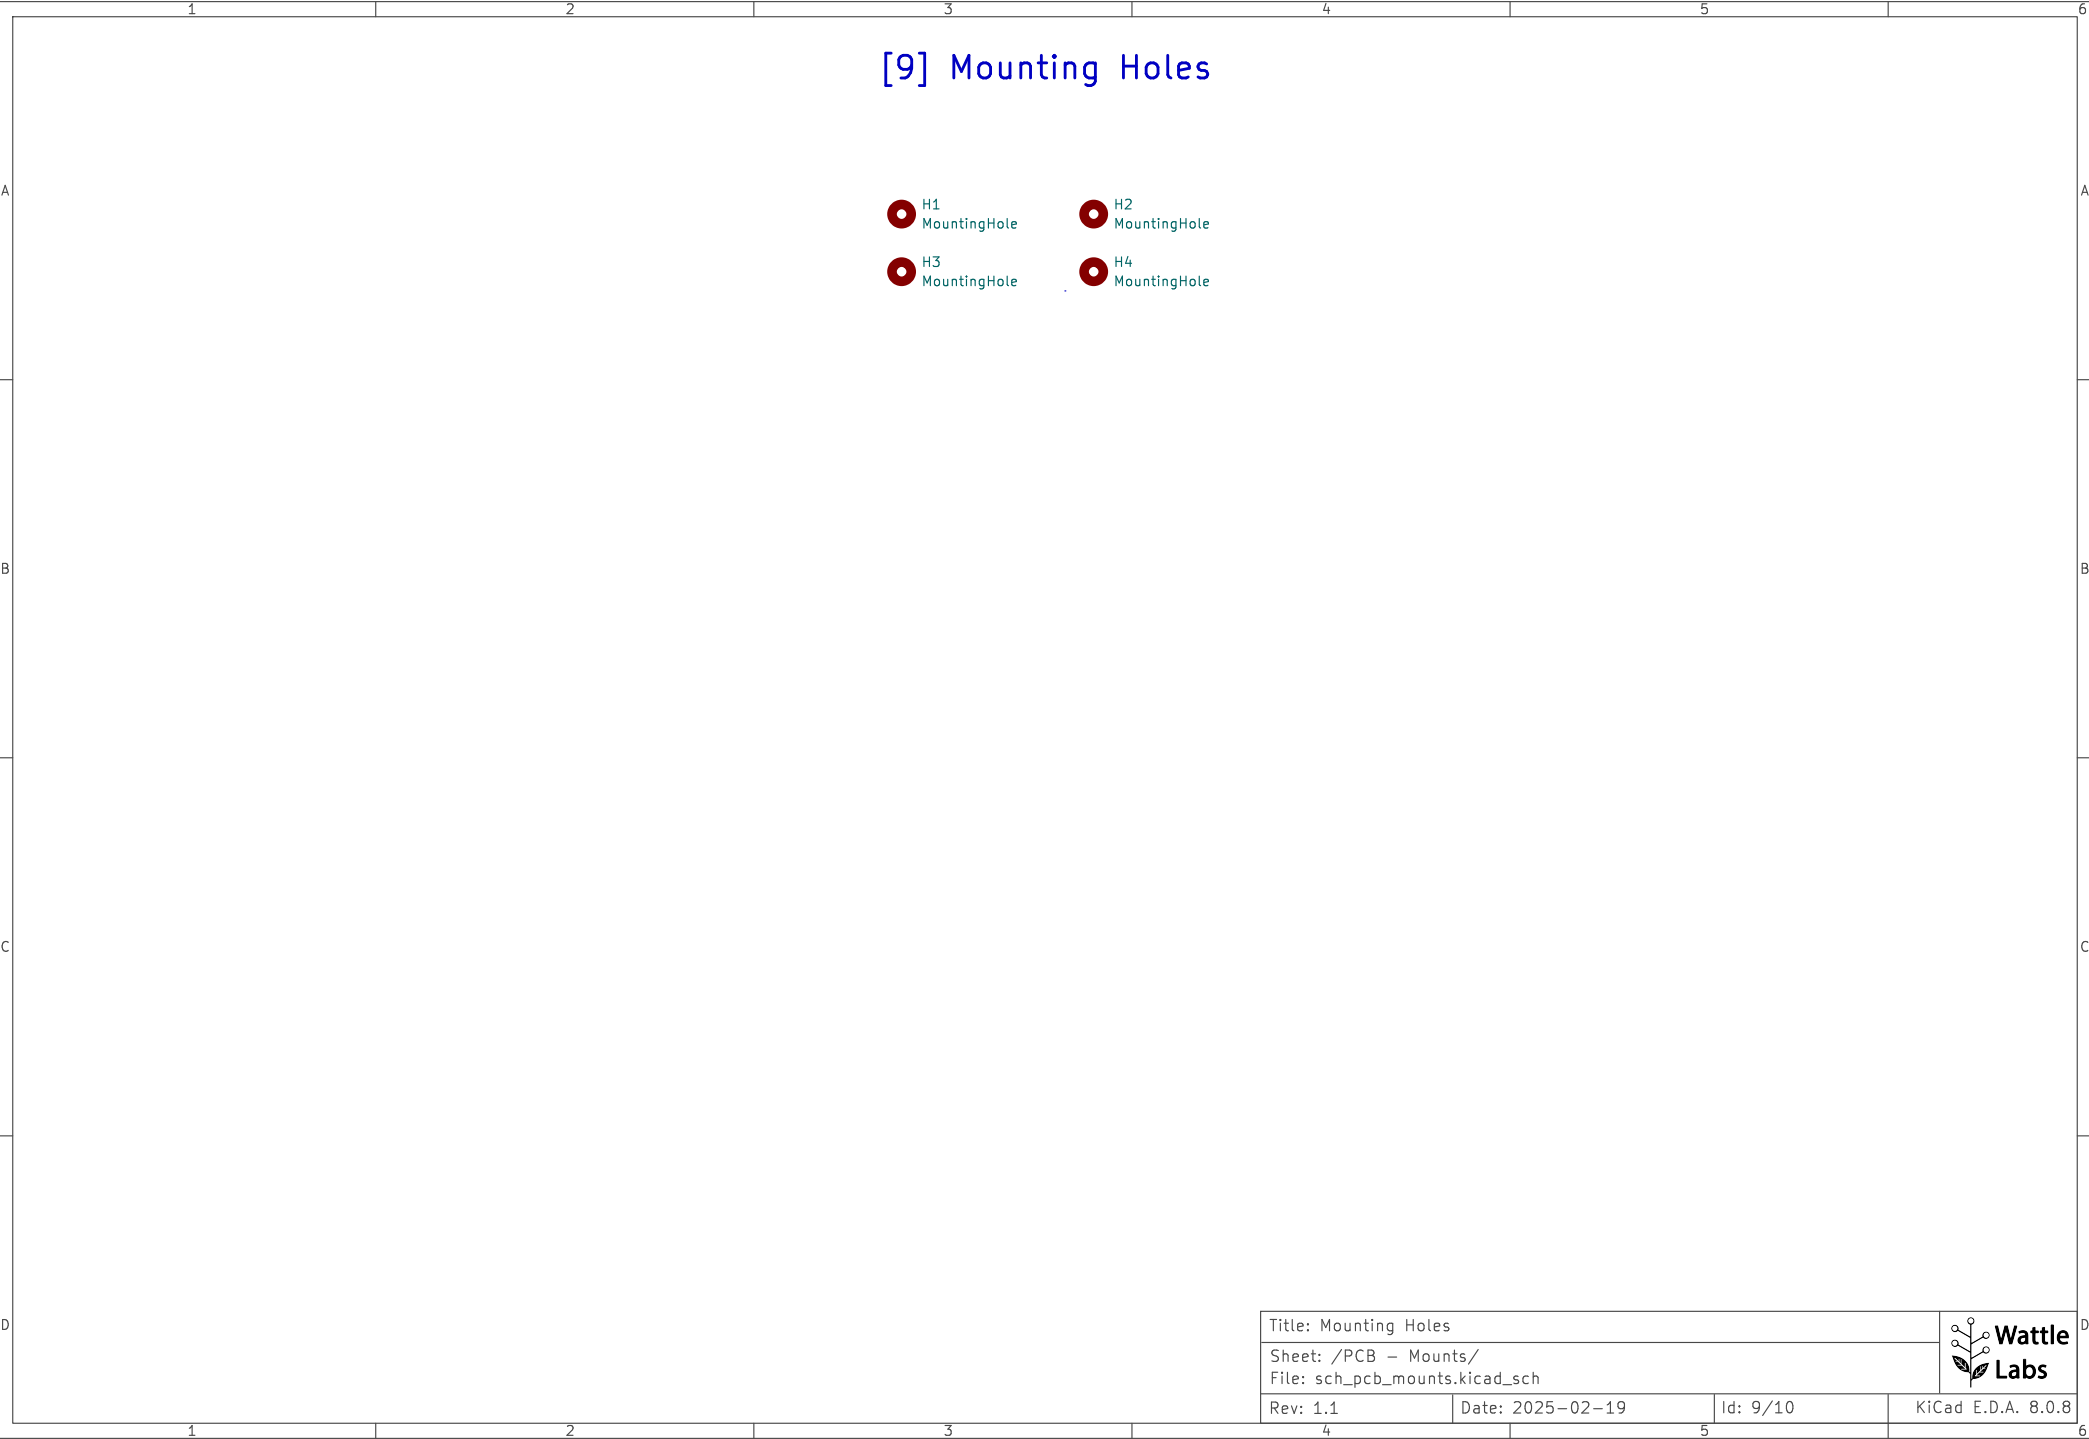 1 2 3 4 5 6
[9] Mounting Holes
A A
H1 H2
MountingHole MountingHole
H3 H4
MountingHole MountingHole
B B
C C
D D
Title: Mounting Holes
Wattle
Labs
Sheet: /PCB - Mounts/
File: sch_pcb_mounts.kicad_sch
Rev: 1.1 Date: 2025-02-19 Id: 9/10 KiCad E.D.A. 8.0.8
1 2 3 4 5 6